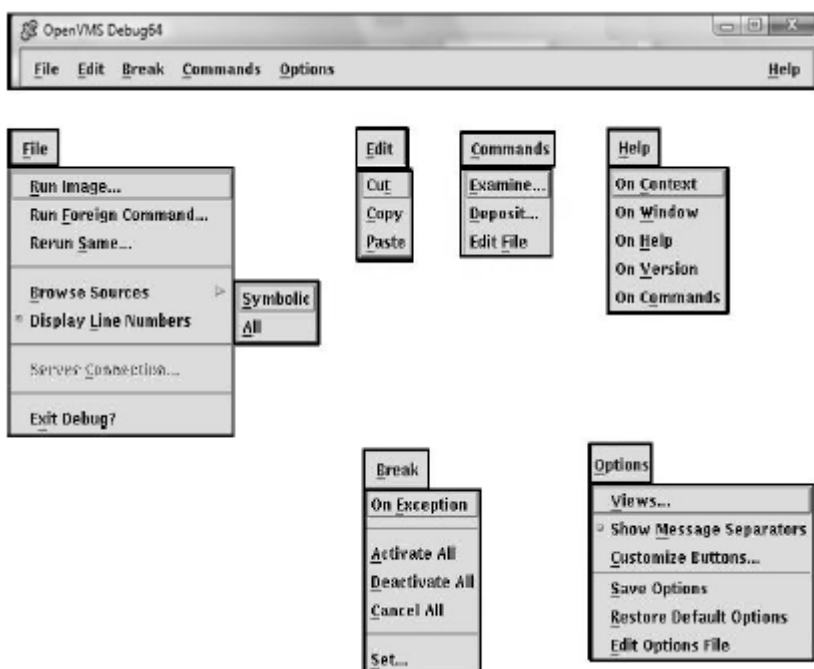 OpenVMS Debug64
File Edit Break Commands Options Help
File
Run Image...
Run Foreign Command...
Rerun Same...
Browse Sources
Display Line Numbers
Server Connection...
Exit Debug?
Symbolic
All
Edit
Cut
Copy
Paste
Commands
Examine...
Deposit...
Edit File
Help
On Context
On Window
On Help
On Version
On Commands
Break
On Exception
Activate All
Deactivate All
Cancel All
Set...
Options
Views...
Show Message Separators
Customize Buttons...
Save Options
Restore Default Options
Edit Options File